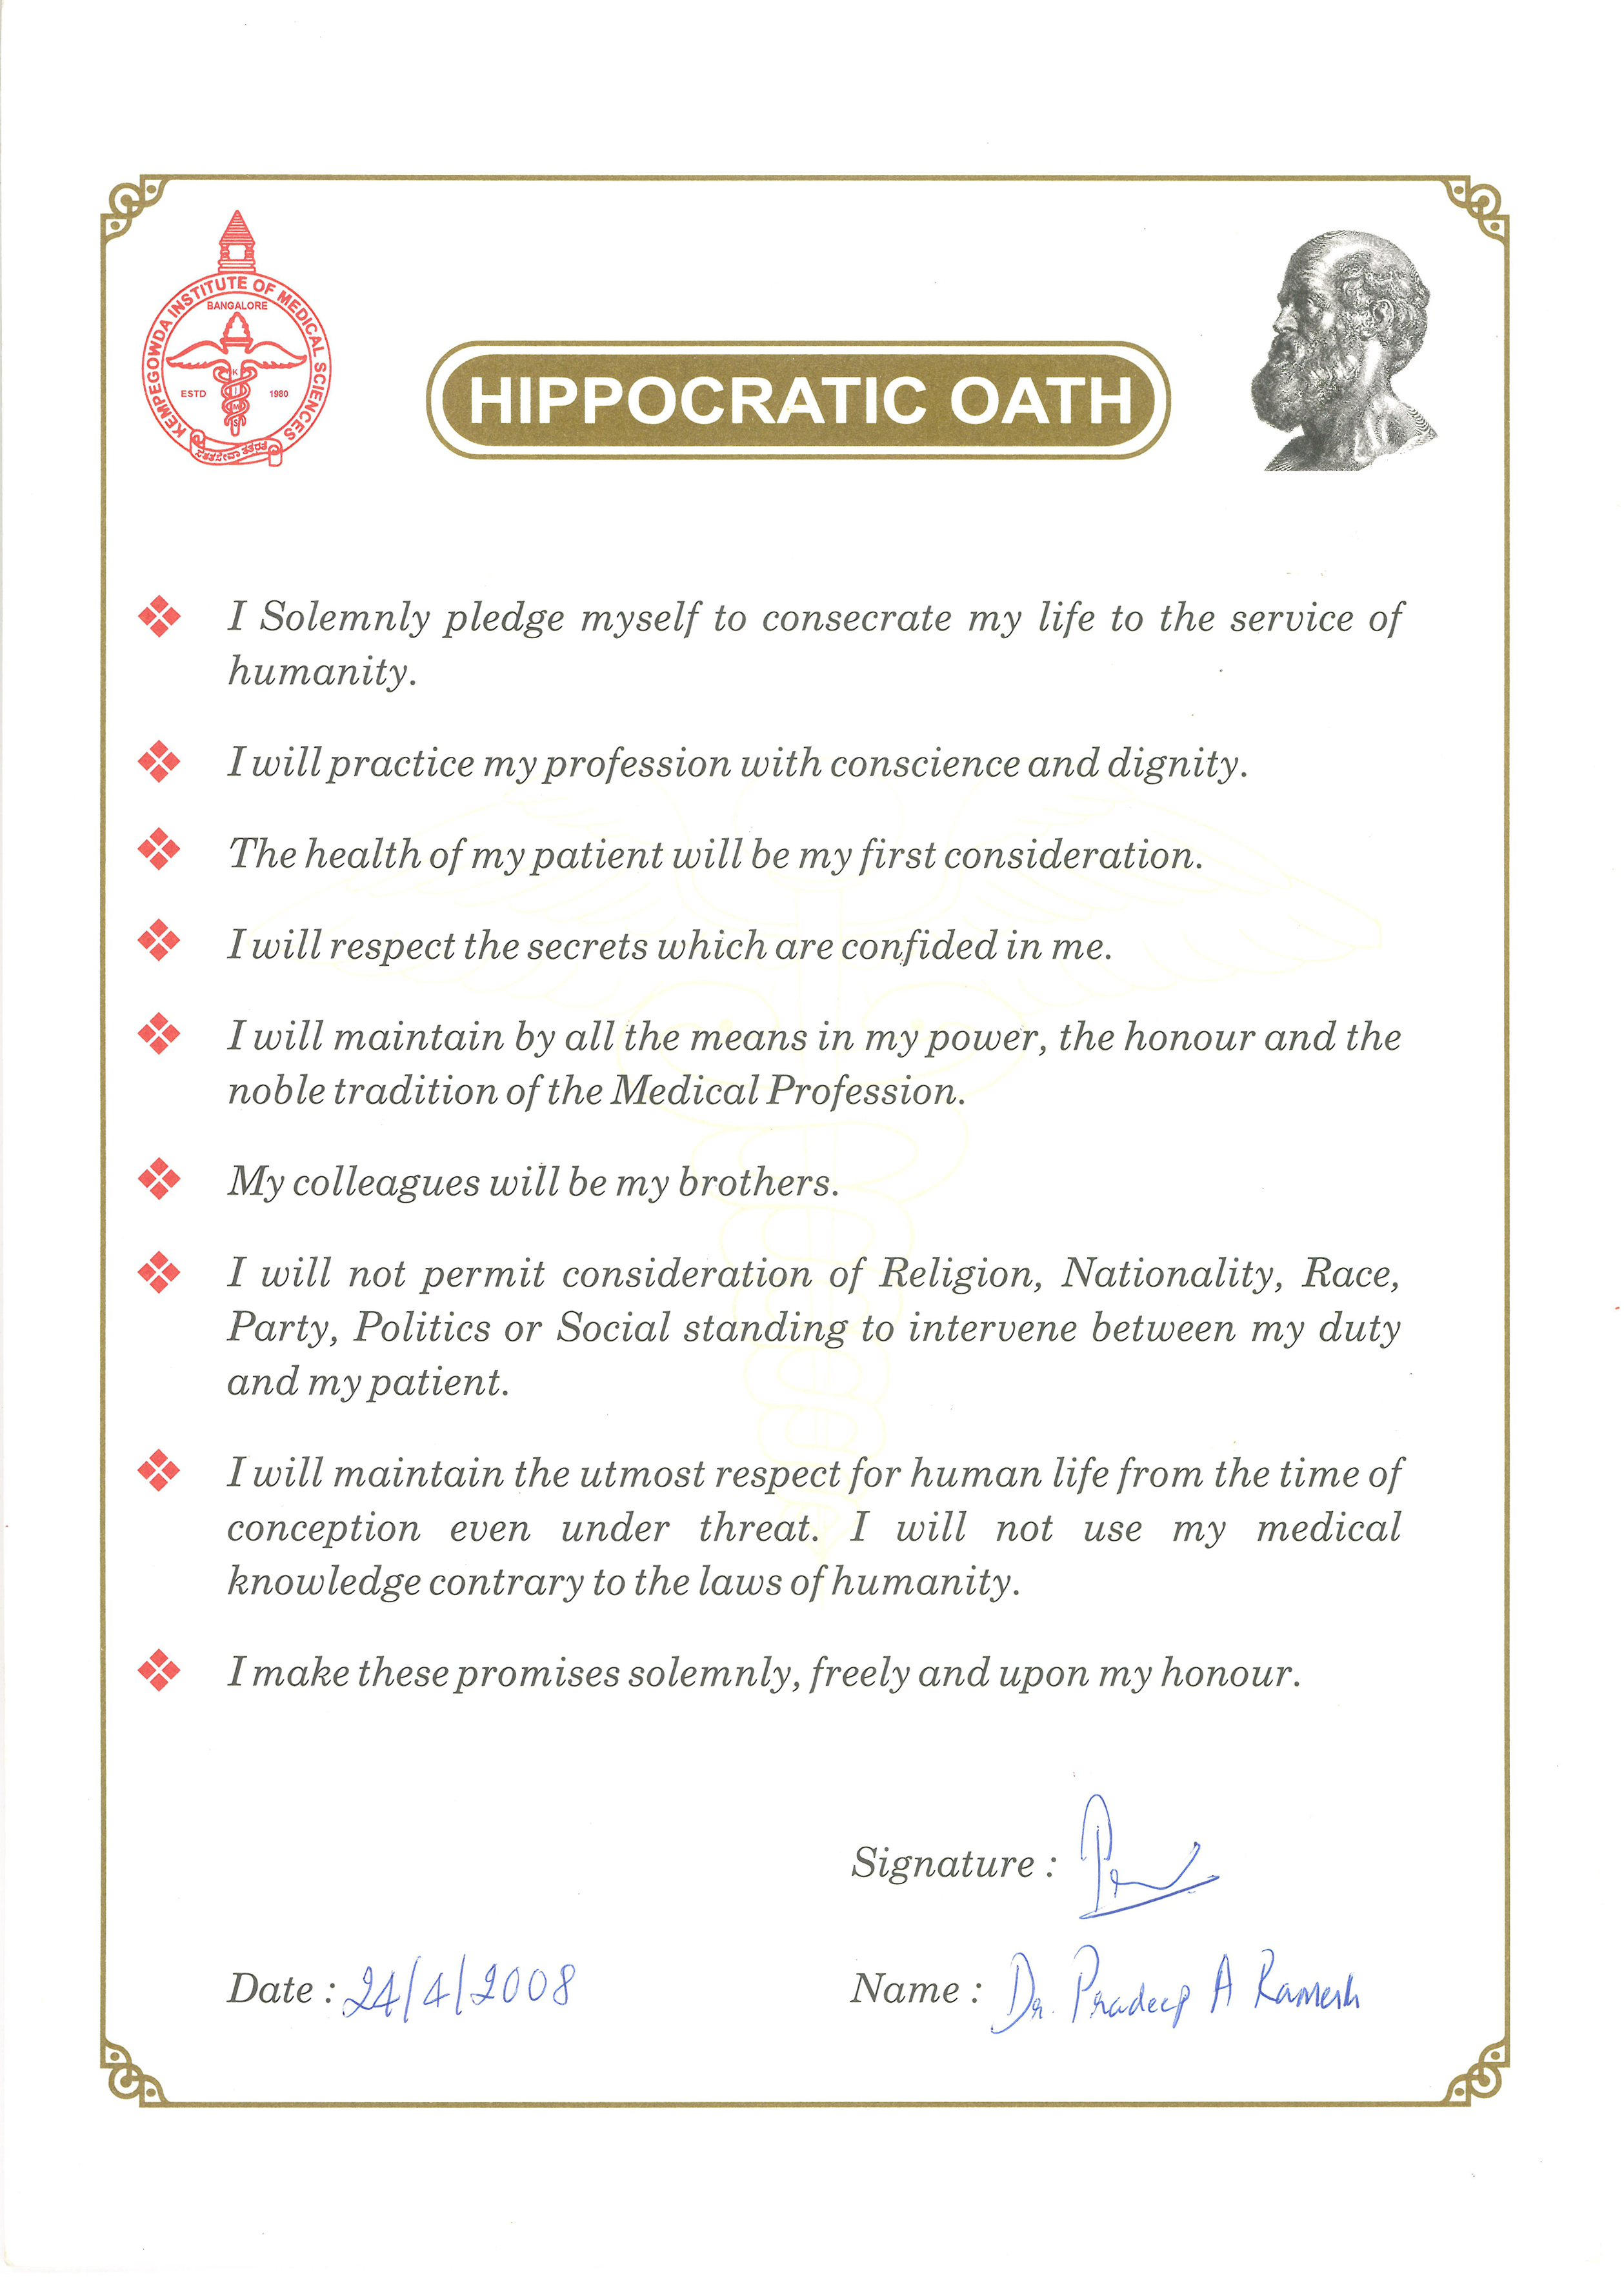 KEMPEGOWDA INSTITUTE OF MEDICAL SCIENCES
BANGALORE
ESTD 1980
K
I
M
S
HIPPOCRATIC OATH
I Solemnly pledge myself to consecrate my life to the service of
humanity.
I will practice my profession with conscience and dignity.
The health of my patient will be my first consideration.
I will respect the secrets which are confided in me.
I will maintain by all the means in my power, the honour and the
noble tradition of the Medical Profession.
My colleagues will be my brothers.
I will not permit consideration of Religion, Nationality, Race,
Party, Politics or Social standing to intervene between my duty
and my patient.
I will maintain the utmost respect for human life from the time of
conception even under threat. I will not use my medical
knowledge contrary to the laws of humanity.
I make these promises solemnly, freely and upon my honour.
Signature :
Date : 24/4/2008
Name : Dr. Pradeep A Ramesh